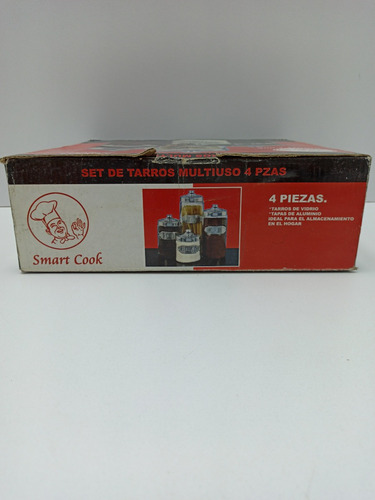 SET DE TARROS MULTIUSO 4 PZAS
4 PIEZAS.
*TARROS DE VIDRIO
*TAPAS DE ALUMINIO
IDEAL PARA EL ALMACENAMIENTO
EN EL HOGAR
Smart Cook